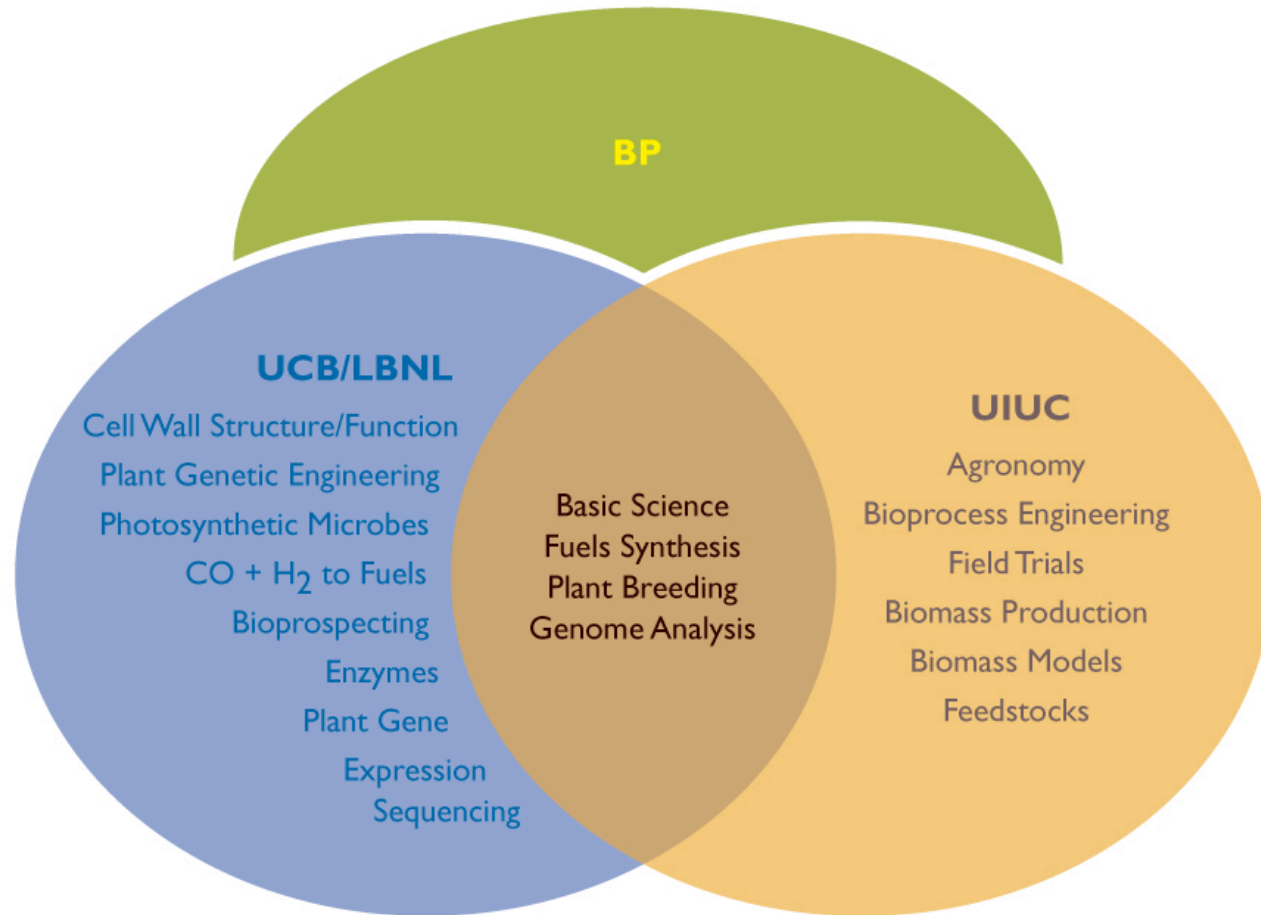 BP
UCB/LBNL
Cell Wall Structure/Function
Plant Genetic Engineering
Photosynthetic Microbes
CO + H2 to Fuels
Bioprospecting
Enzymes
Plant Gene
Expression
Sequencing
Basic Science
Fuels Synthesis
Plant Breeding
Genome Analysis
UIUC
Agronomy
Bioprocess Engineering
Field Trials
Biomass Production
Biomass Models
Feedstocks